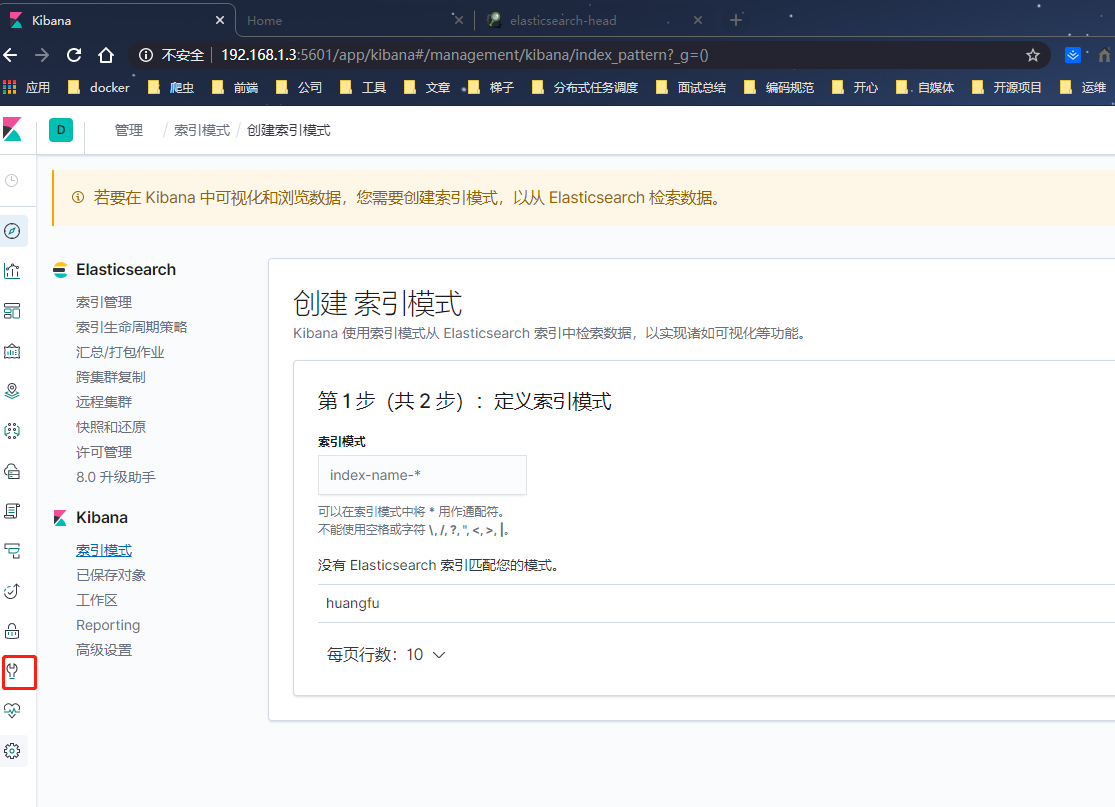 Kibana
Home
elasticsearch-head
不安全 192.168.1.3:5601/app/kibana#/management/kibana/index_pattern?_g=()
应用 docker 爬虫 前端 公司 工具 文章 梯子 分布式任务调度 面试总结 编码规范 开心 自媒体 开源项目 运维
D 管理 / 索引模式 / 创建索引模式
若要在 Kibana 中可视化和浏览数据，您需要创建索引模式，以从 Elasticsearch 检索数据。
Elasticsearch
索引管理
索引生命周期策略
汇总/打包作业
跨集群复制
远程集群
快照和还原
许可管理
8.0 升级助手
Kibana
索引模式
已保存对象
工作区
Reporting
高级设置
创建 索引模式
Kibana 使用索引模式从 Elasticsearch 索引中检索数据，以实现诸如可视化等功能。
第 1 步（共 2 步）：定义索引模式
索引模式
index-name-*
可以在索引模式中将 * 用作通配符。
不能使用空格或字符 \, /, ?, ", <, >, |。
没有 Elasticsearch 索引匹配您的模式。
huangfu
每页行数：10